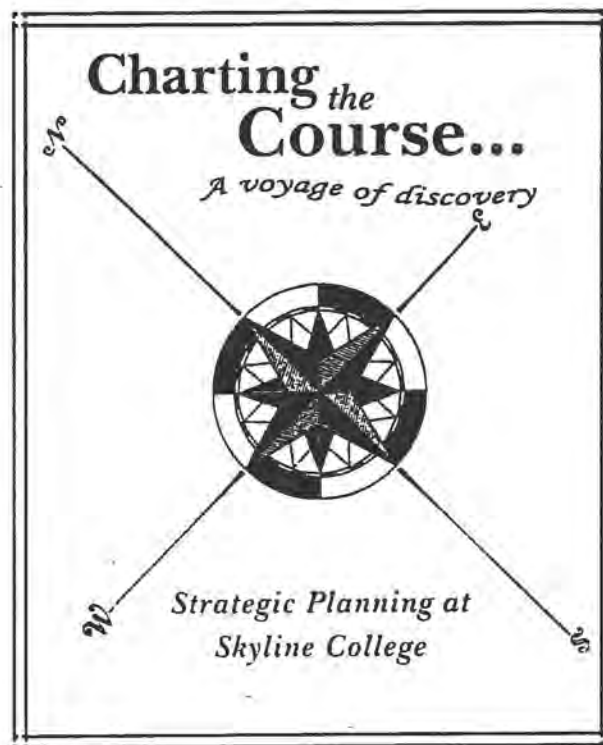 Charting the
Course...
A voyage of discovery
N
E
W
S
Strategic Planning at
Skyline College